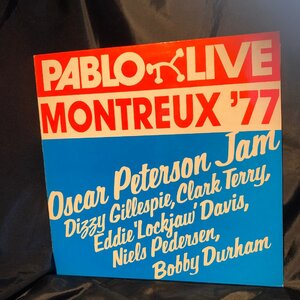 PABLO LIVE
MONTREUX '77
Oscar Peterson Jam
Dizzy Gillespie, Clark Terry,
Eddie 'Lockjaw' Davis,
Niels Pedersen,
Bobby Durham